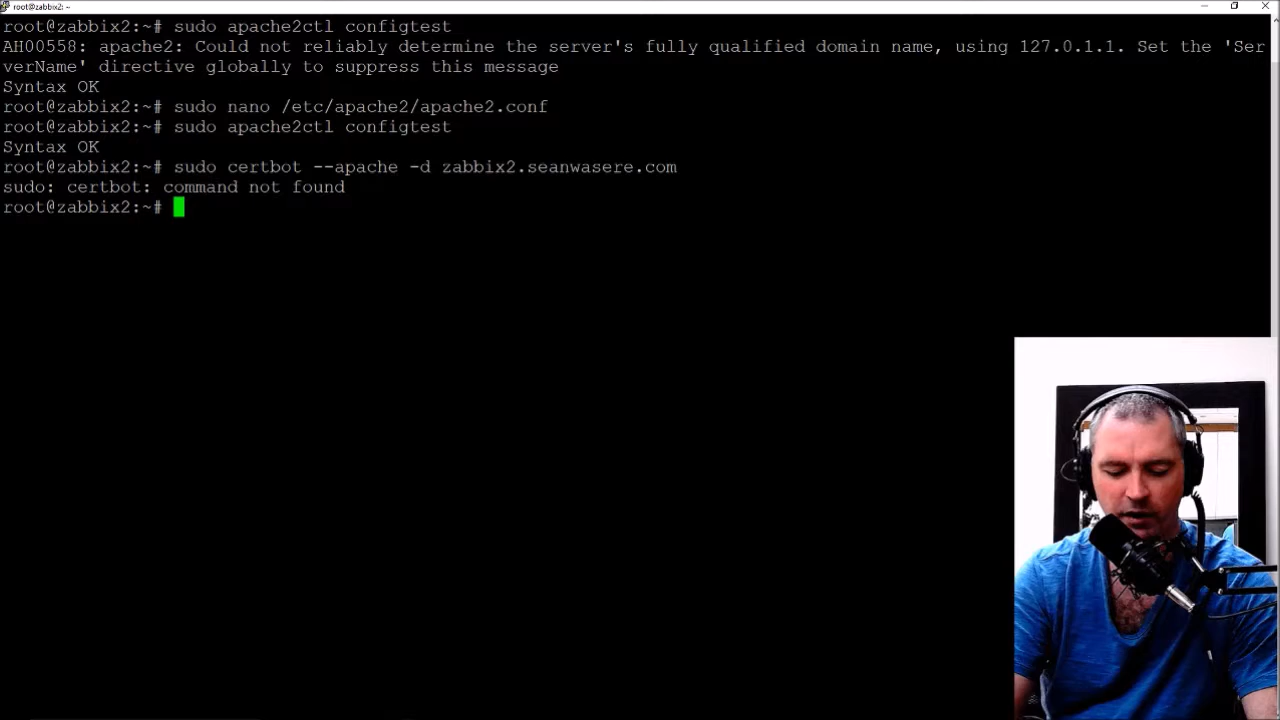 root@zabbix2: ~
root@zabbix2:~# sudo apache2ctl configtest
AH00558: apache2: Could not reliably determine the server's fully qualified domain name, using 127.0.1.1. Set the 'Ser
verName' directive globally to suppress this message
Syntax OK
root@zabbix2:~# sudo nano /etc/apache2/apache2.conf
root@zabbix2:~# sudo apache2ctl configtest
Syntax OK
root@zabbix2:~# sudo certbot --apache -d zabbix2.seanwasere.com
sudo: certbot: command not found
root@zabbix2:~#